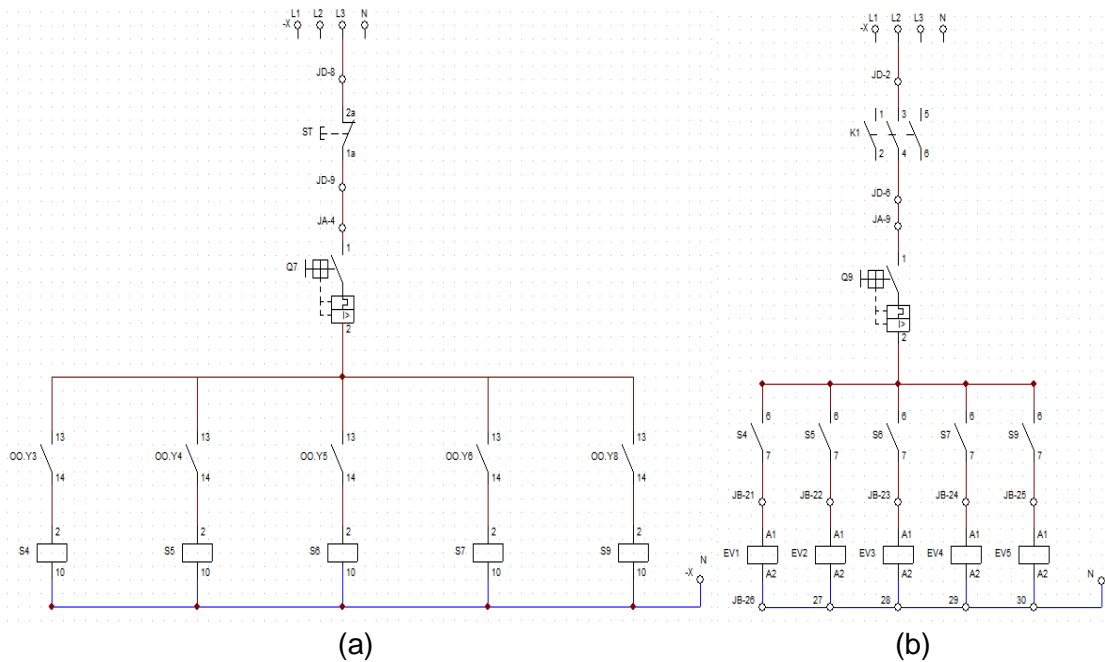 L1 L2 L3 N
-X
JD-8
2a
ST
1a
JD-9
JA-4
1
Q7
I>
2
13 13 13 13 13
OO.Y3 OO.Y4 OO.Y5 OO.Y6 OO.Y8
14 14 14 14 14
2 2 2 2 2
S4 S5 S6 S7 S9
10 10 10 10 10
N
-X
(a)
L1 L2 L3 N
-X
JD-2
1 3 5
K1
2 4 6
JD-6
JA-9
1
Q9
I>
2
6 6 6 6 6
S4 S5 S6 S7 S9
7 7 7 7 7
JB-21 JB-22 JB-23 JB-24 JB-25
A1 A1 A1 A1 A1
EV1 EV2 EV3 EV4 EV5
A2 A2 A2 A2 A2
N
JB-26 27 28 29 30
(b)